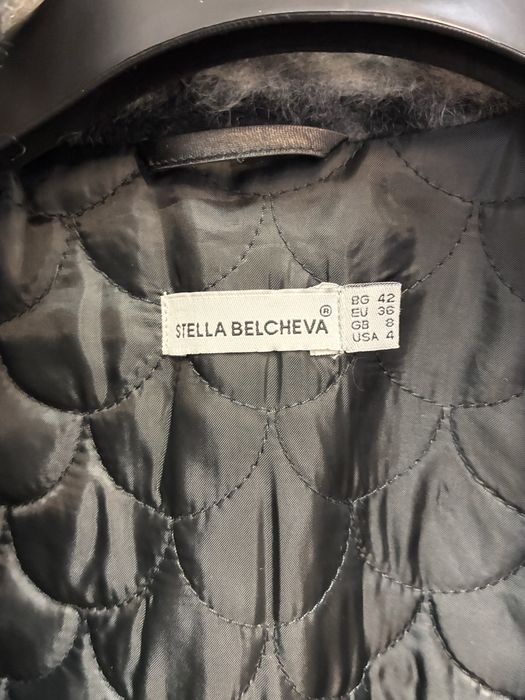 STELLA BELCHEVA®
BG 42
EU 36
GB 8
USA 4